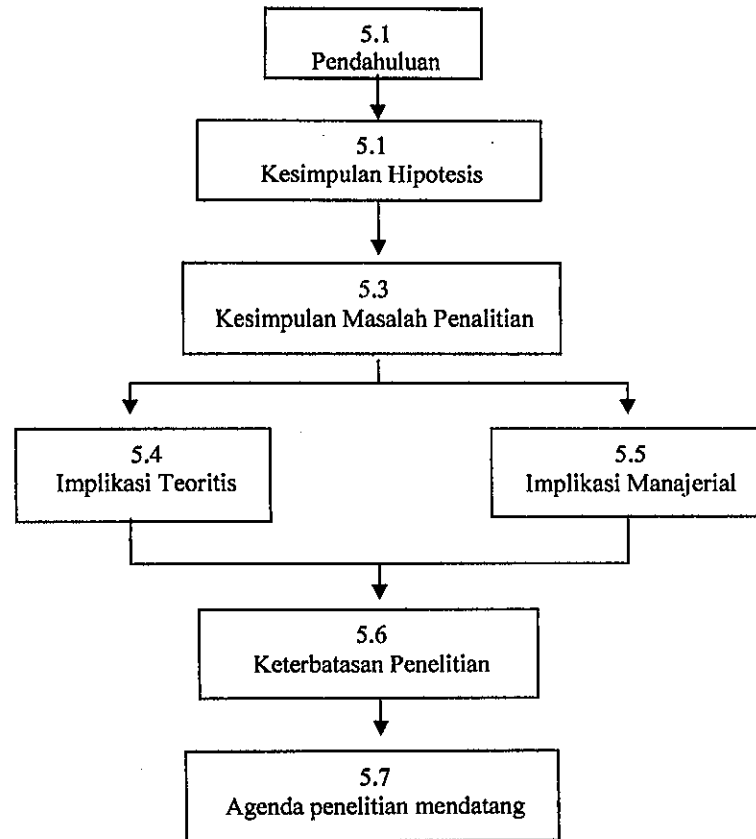 5.1
Pendahuluan
5.1
Kesimpulan Hipotesis
5.3
Kesimpulan Masalah Penalitian
5.4
Implikasi Teoritis
5.5
Implikasi Manajerial
5.6
Keterbatasan Penelitian
5.7
Agenda penelitian mendatang